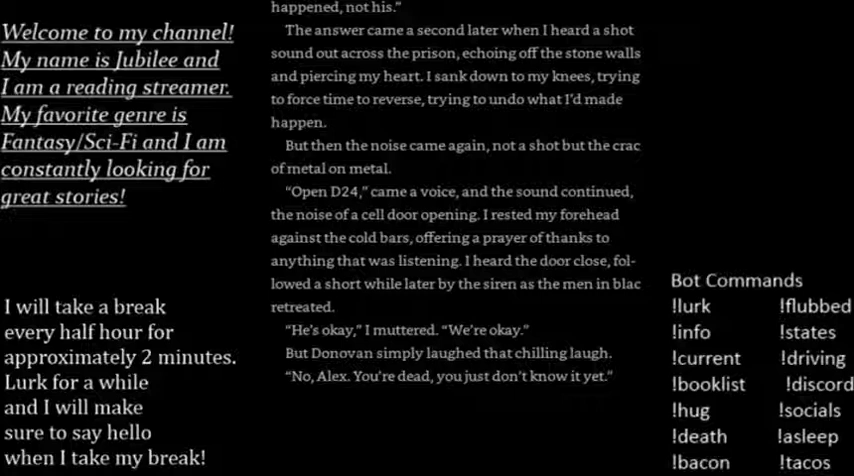 Welcome to my channel!
My name is Jubilee and
I am a reading streamer.
My favorite genre is
Fantasy/Sci-Fi and I am
constantly looking for
great stories!
I will take a break
every half hour for
approximately 2 minutes.
Lurk for a while
and I will make
sure to say hello
when I take my break!
happened, not his.”
The answer came a second later when I heard a shot
sound out across the prison, echoing off the stone walls
and piercing my heart. I sank down to my knees, trying
to force time to reverse, trying to undo what I’d made
happen.
But then the noise came again, not a shot but the crac
of metal on metal.
“Open D24,” came a voice, and the sound continued,
the noise of a cell door opening. I rested my forehead
against the cold bars, offering a prayer of thanks to
anything that was listening. I heard the door close, fol-
lowed a short while later by the siren as the men in blac
retreated.
“He’s okay,” I muttered. “We’re okay.”
But Donovan simply laughed that chilling laugh.
“No, Alex. You’re dead, you just don’t know it yet.”
Bot Commands
!lurk !flubbed
!info !states
!current !driving
!booklist !discord
!hug !socials
!death !asleep
!bacon !tacos